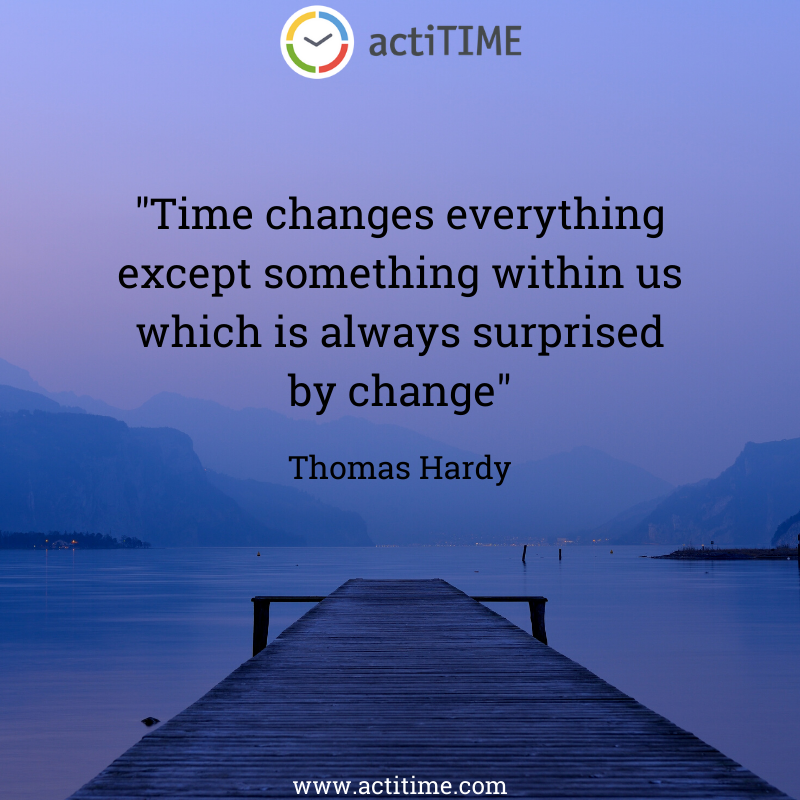 actiTIME
"Time changes everything
except something within us
which is always surprised
by change"
Thomas Hardy
www.actitime.com